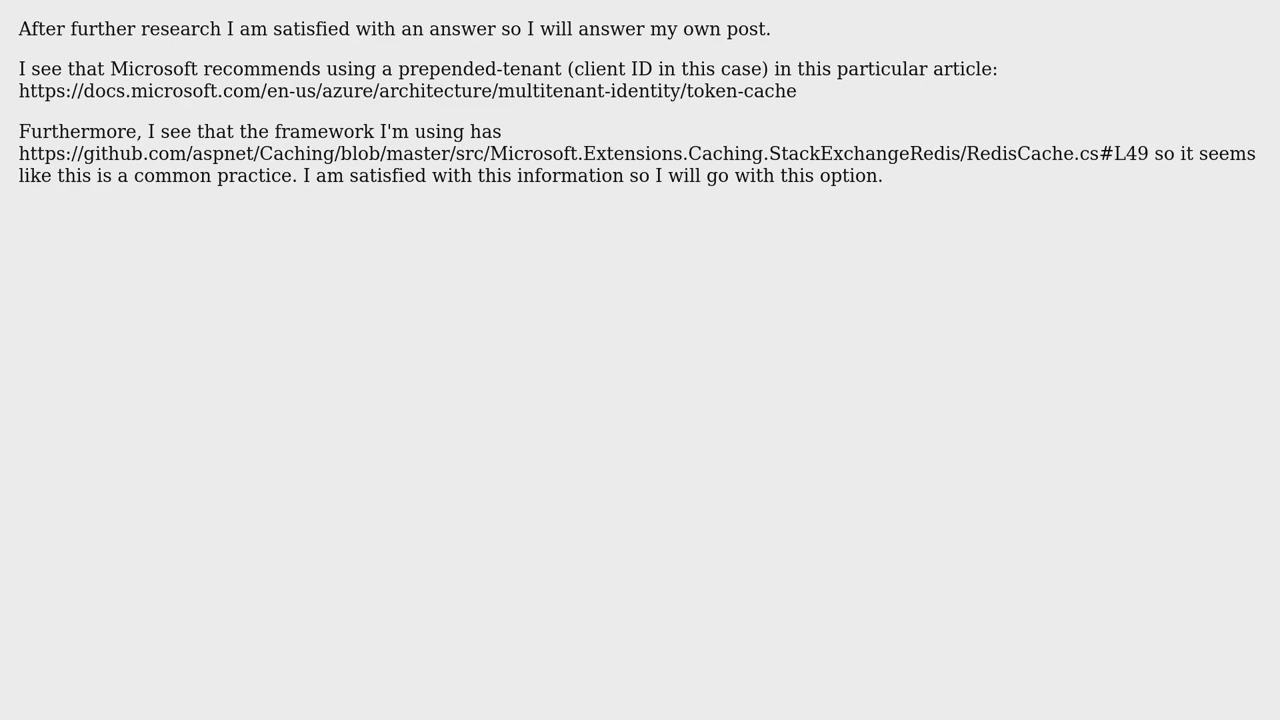 After further research I am satisfied with an answer so I will answer my own post.
I see that Microsoft recommends using a prepended-tenant (client ID in this case) in this particular article:
https://docs.microsoft.com/en-us/azure/architecture/multitenant-identity/token-cache
Furthermore, I see that the framework I'm using has
https://github.com/aspnet/Caching/blob/master/src/Microsoft.Extensions.Caching.StackExchangeRedis/RedisCache.cs#L49 so it seems
like this is a common practice. I am satisfied with this information so I will go with this option.